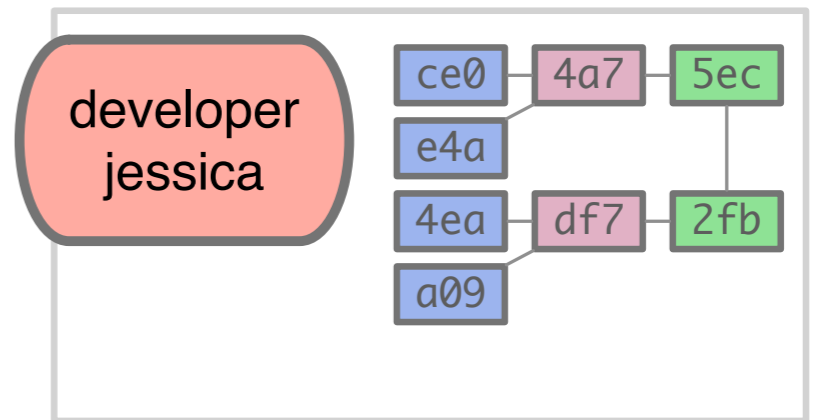 developer
jessica
ce0 4a7 5ec
e4a
4ea df7 2fb
a09